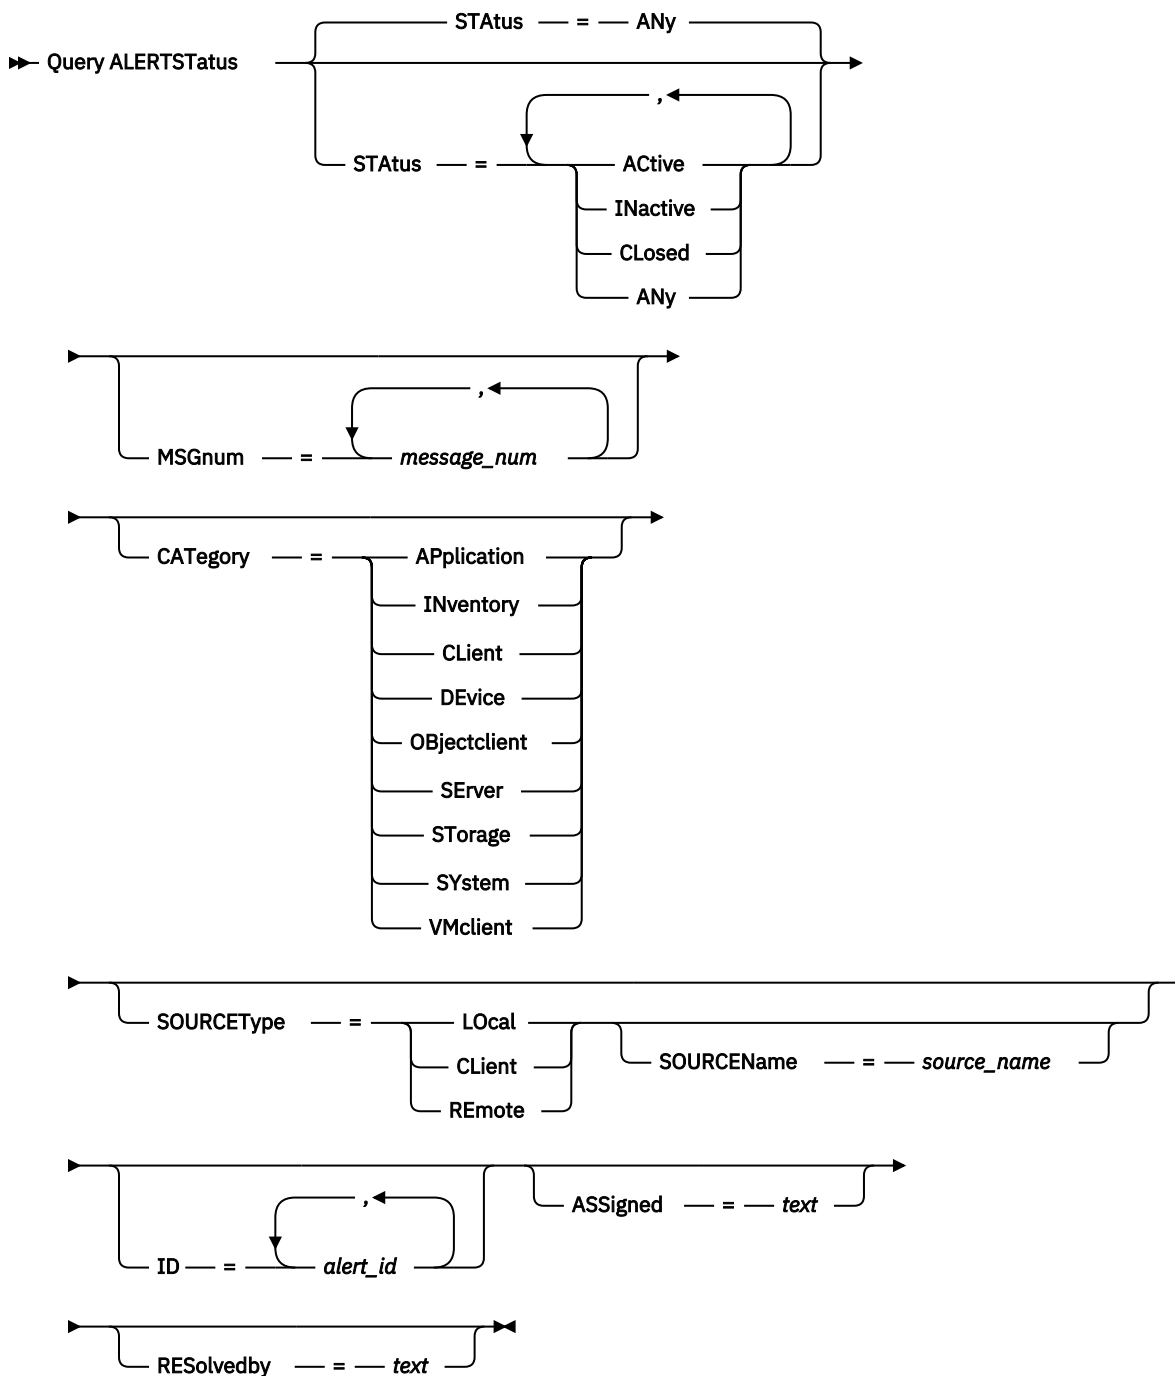 STAtus = ANy
Query ALERTSTatus
,
STAtus = ACtive
INactive
CLosed
ANy
,
MSGnum = message_num
CATegory = APplication
INventory
CLient
DEvice
OBjectclient
SErver
STorage
SYstem
VMclient
SOURCEType = LOcal
CLient
SOURCEName = source_name
REmote
,
ASSigned = text
ID = alert_id
RESolvedby = text